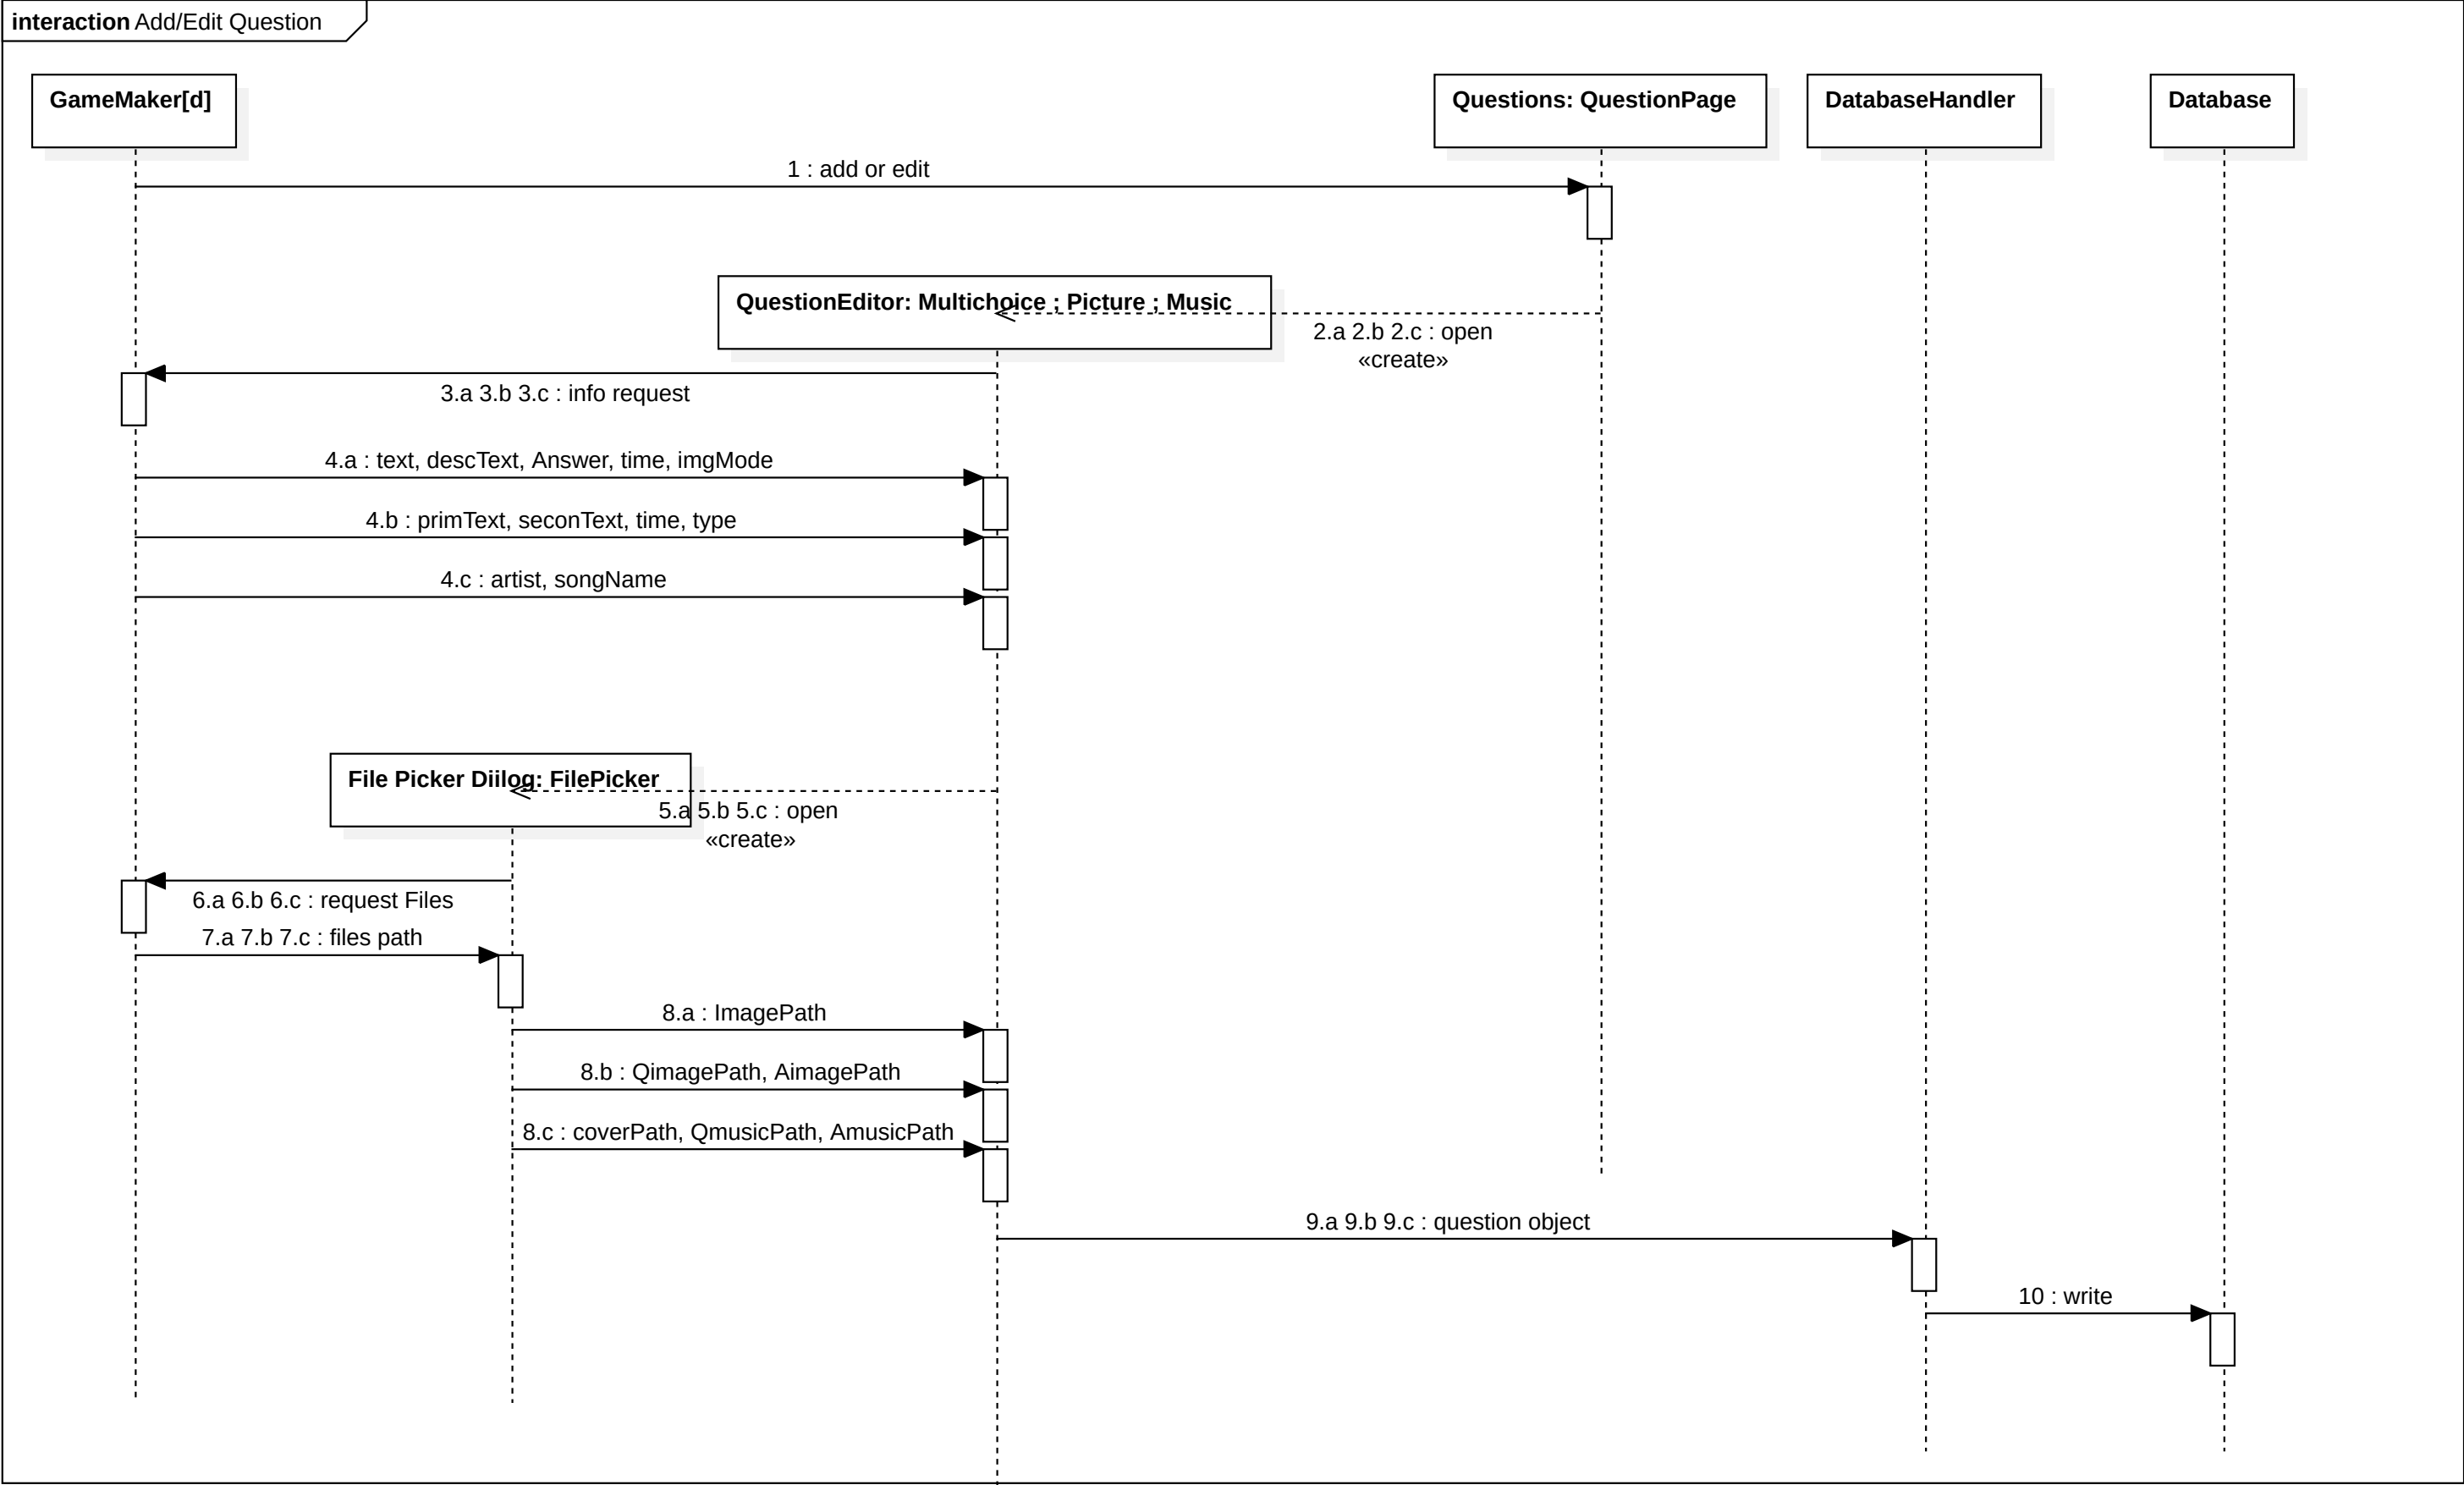 interaction Add/Edit Question
GameMaker[d]
Questions: QuestionPage
DatabaseHandler
Database
1 : add or edit
QuestionEditor: Multichoice ; Picture ; Music
2.a 2.b 2.c : open
«create»
3.a 3.b 3.c : info request
4.a : text, descText, Answer, time, imgMode
4.b : primText, seconText, time, type
4.c : artist, songName
File Picker Diilog: FilePicker
5.a 5.b 5.c : open
«create»
6.a 6.b 6.c : request Files
7.a 7.b 7.c : files path
8.a : ImagePath
8.b : QimagePath, AimagePath
8.c : coverPath, QmusicPath, AmusicPath
9.a 9.b 9.c : question object
10 : write